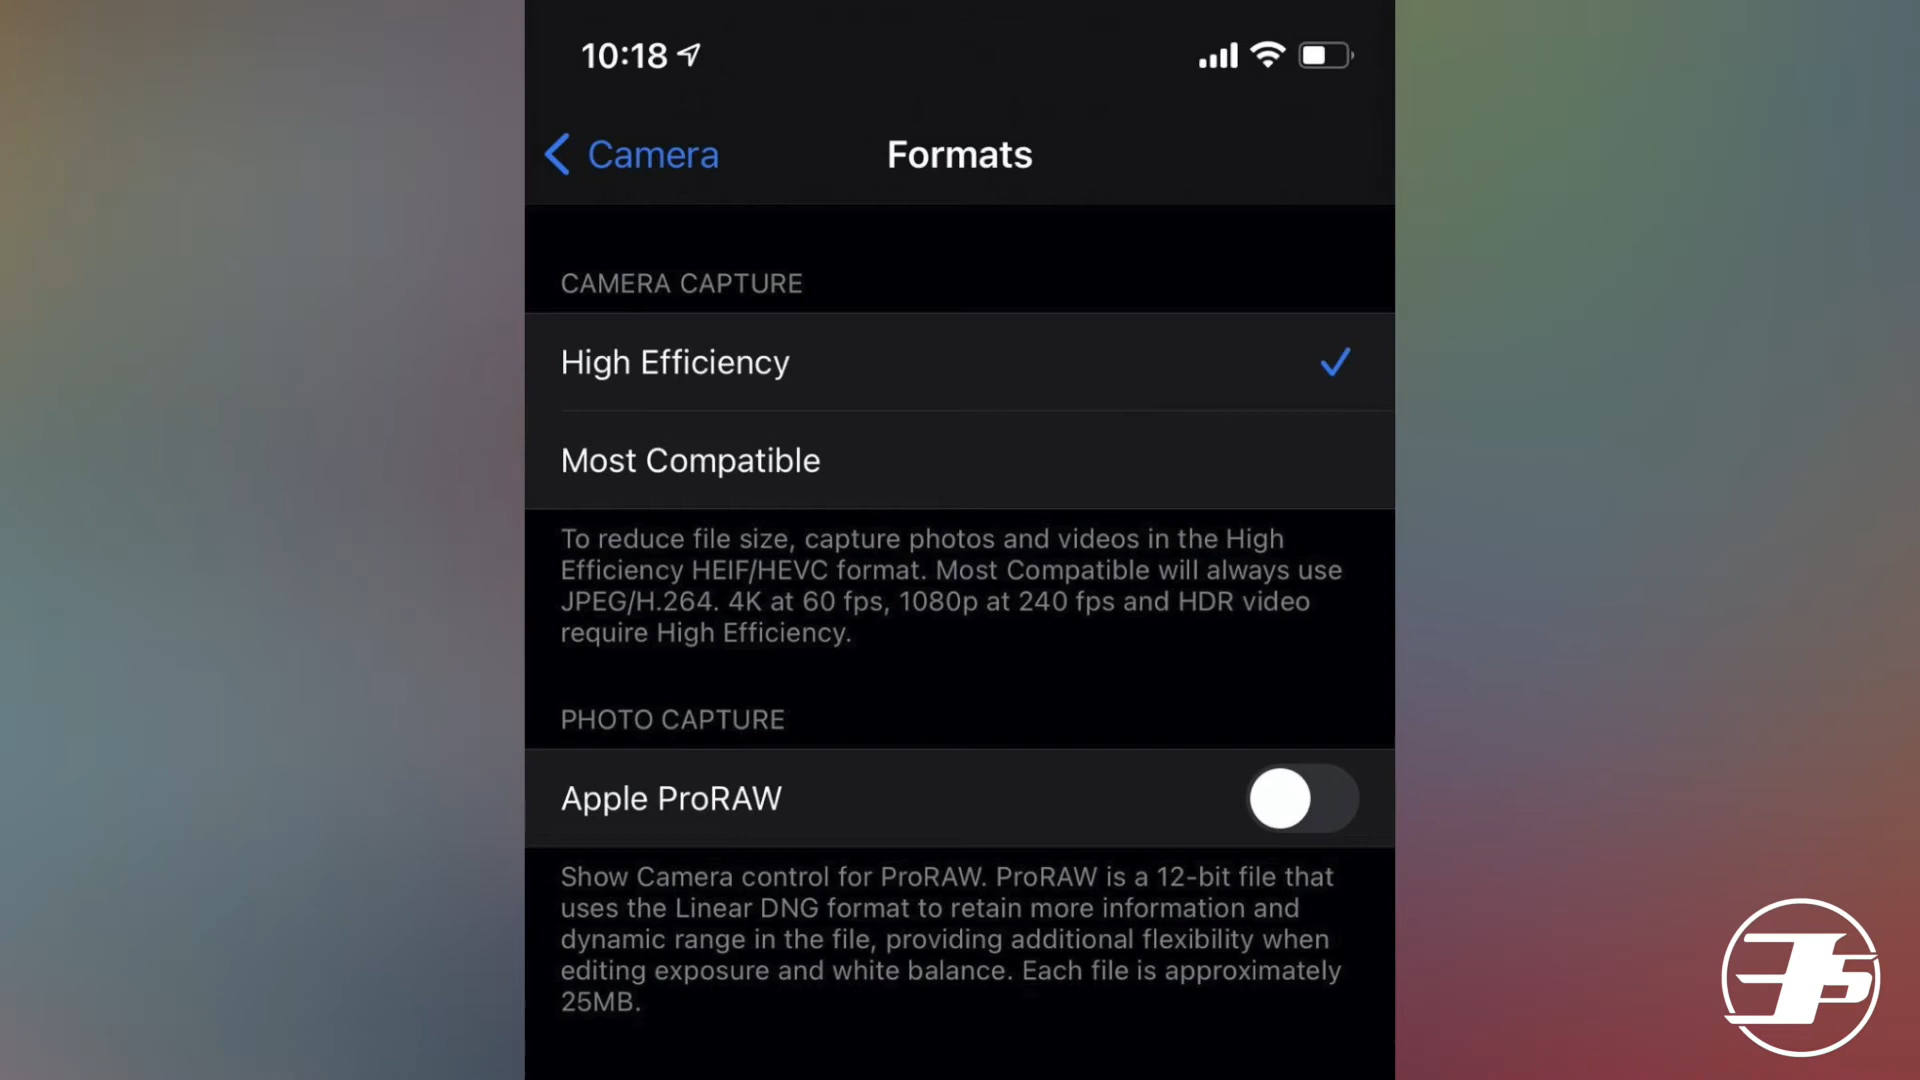 10:18
Camera
Formats
CAMERA CAPTURE
High Efficiency
Most Compatible
To reduce file size, capture photos and videos in the High
Efficiency HEIF/HEVC format. Most Compatible will always use
JPEG/H.264. 4K at 60 fps, 1080p at 240 fps and HDR video
require High Efficiency.
PHOTO CAPTURE
Apple ProRAW
Show Camera control for ProRAW. ProRAW is a 12-bit file that
uses the Linear DNG format to retain more information and
dynamic range in the file, providing additional flexibility when
editing exposure and white balance. Each file is approximately
25MB.